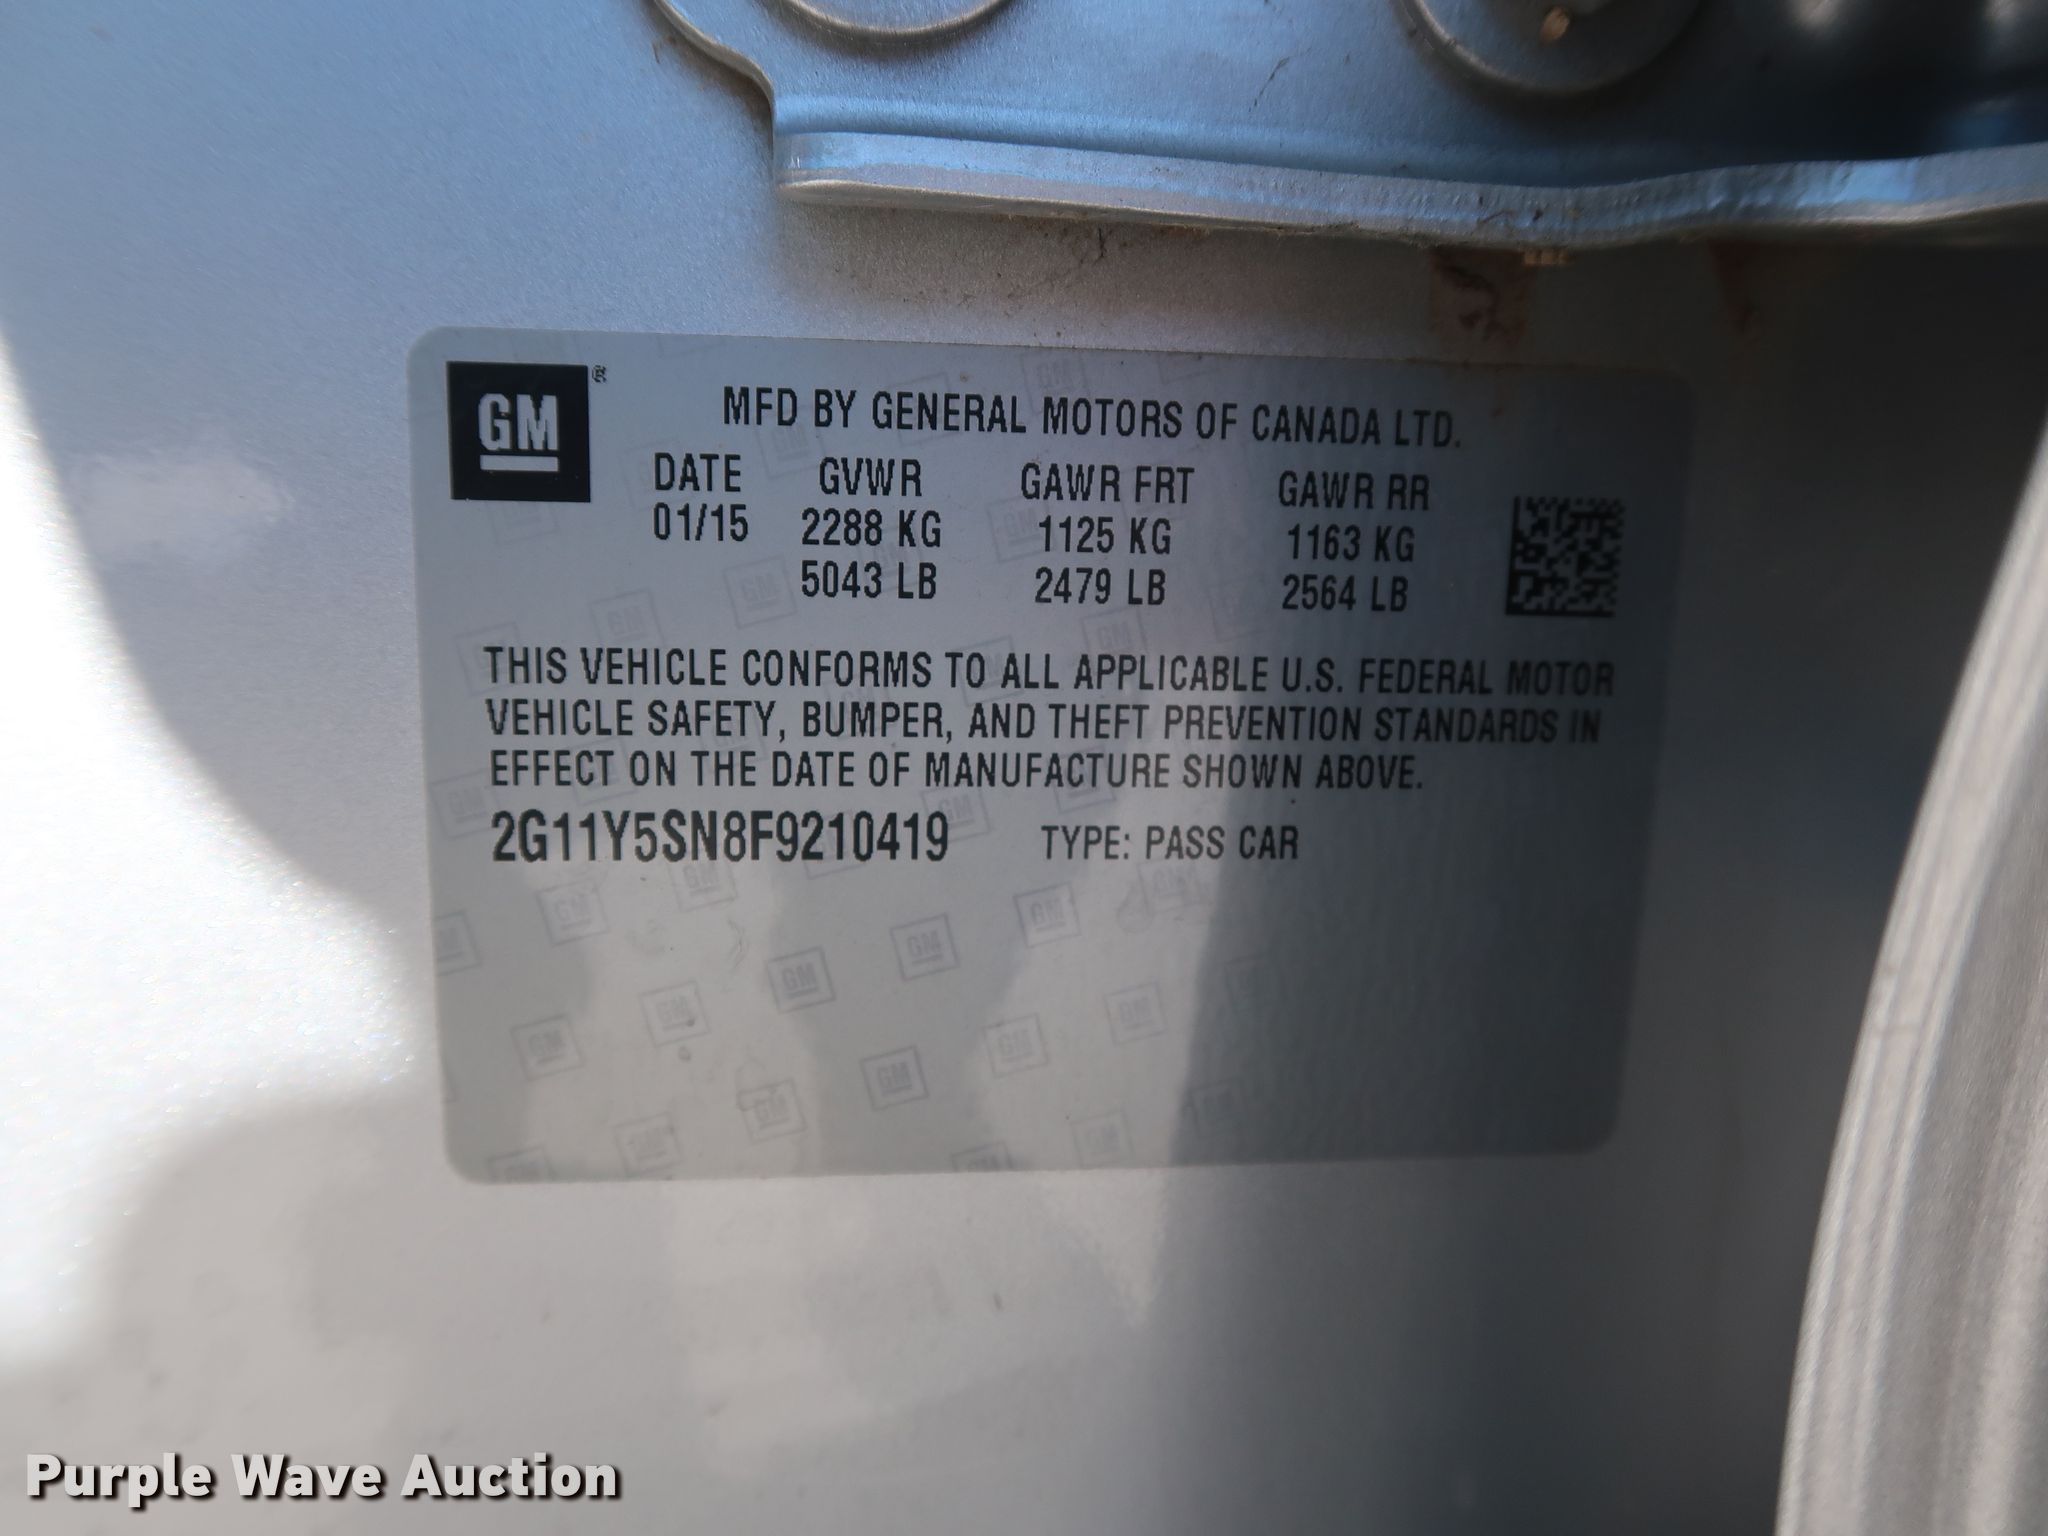 GM®
MFD BY GENERAL MOTORS OF CANADA LTD.
DATE GVWR GAWR FRT GAWR RR
01/15 2288 KG 1125 KG 1163 KG
5043 LB 2479 LB 2564 LB
THIS VEHICLE CONFORMS TO ALL APPLICABLE U.S. FEDERAL MOTOR
VEHICLE SAFETY, BUMPER, AND THEFT PREVENTION STANDARDS IN
EFFECT ON THE DATE OF MANUFACTURE SHOWN ABOVE.
2G11Y5SN8F9210419 TYPE: PASS CAR
Purple Wave Auction